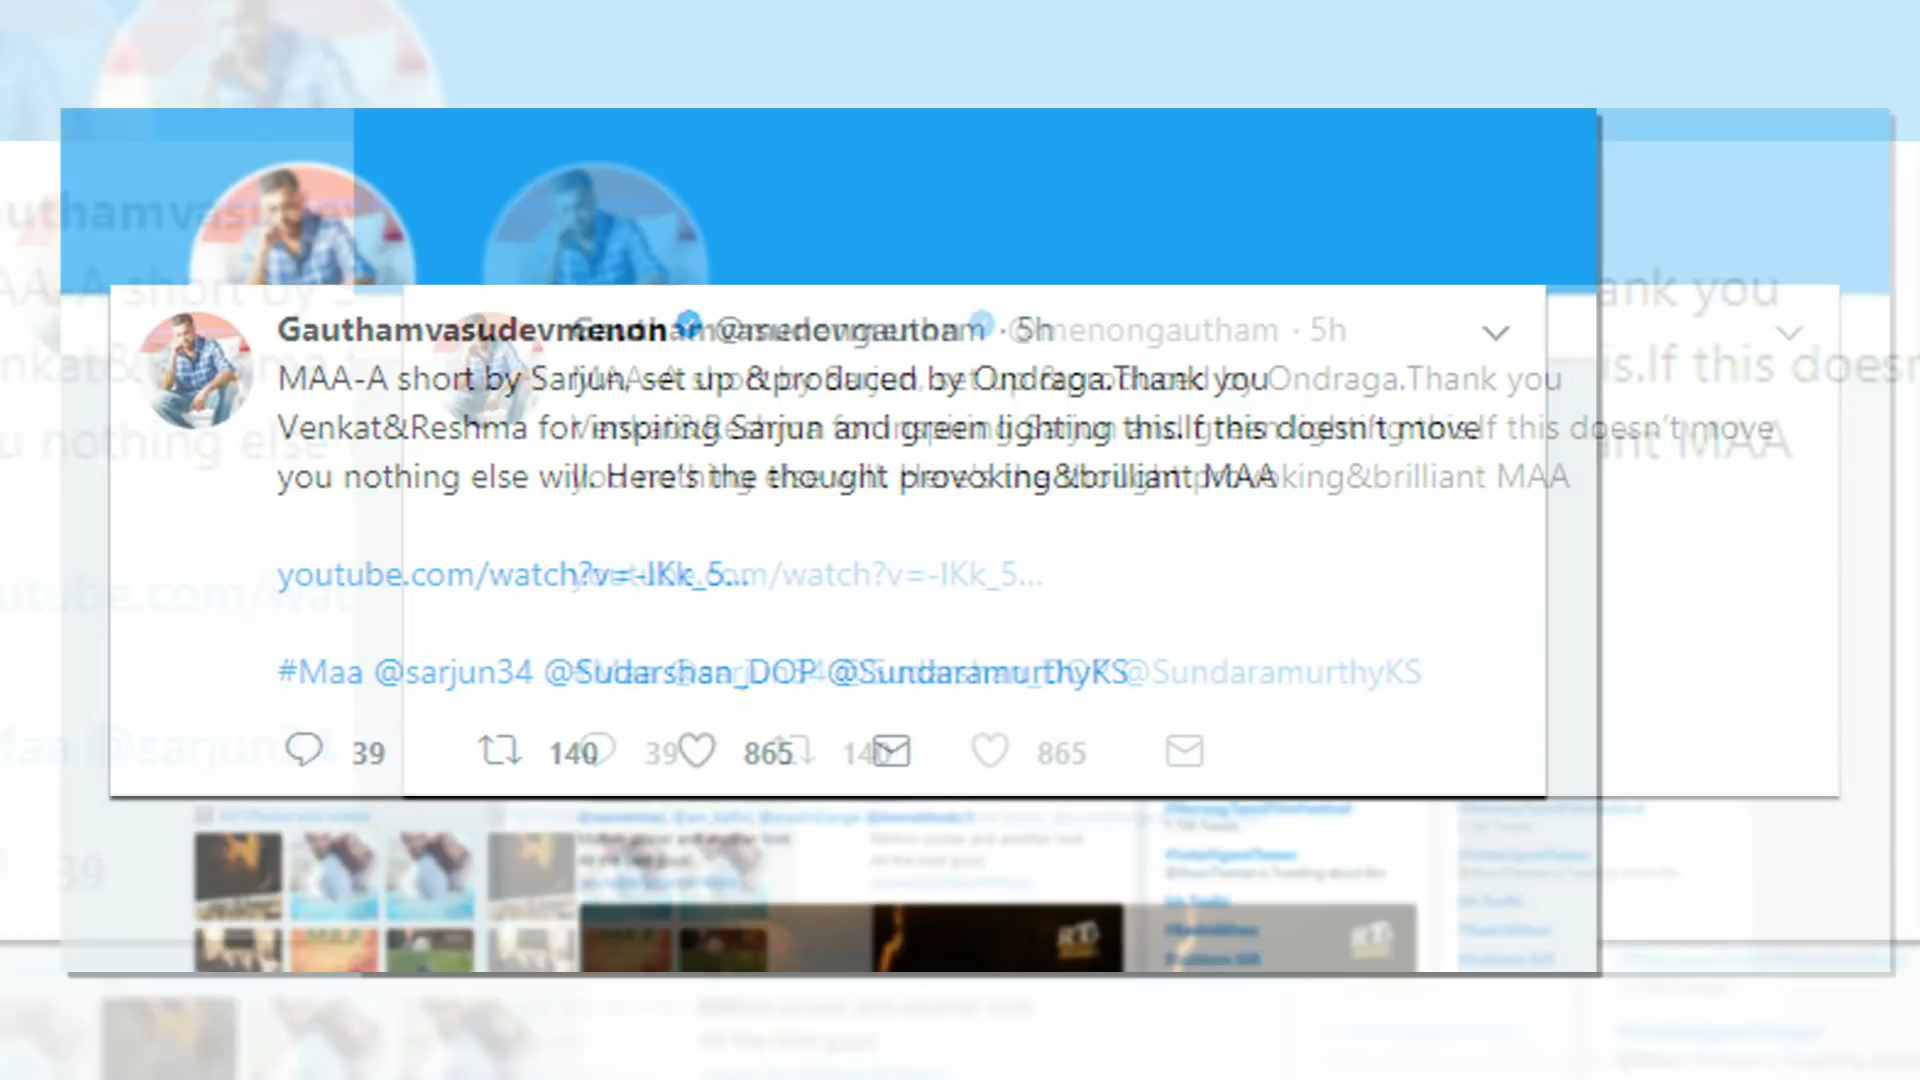 Gauthamvasudevmenon @menongautham · 5h
MAA-A short by Sarjun, set up &produced by Ondraga.Thank you
Venkat&Reshma for inspiring Sarjun and green lighting this.If this doesn't move
you nothing else will. Here's the thought provoking&brilliant MAA
youtube.com/watch?v=-IKk_5...
#Maa @sarjun34 @Sudarshan_DOP @SundaramurthyKS
39 140 865